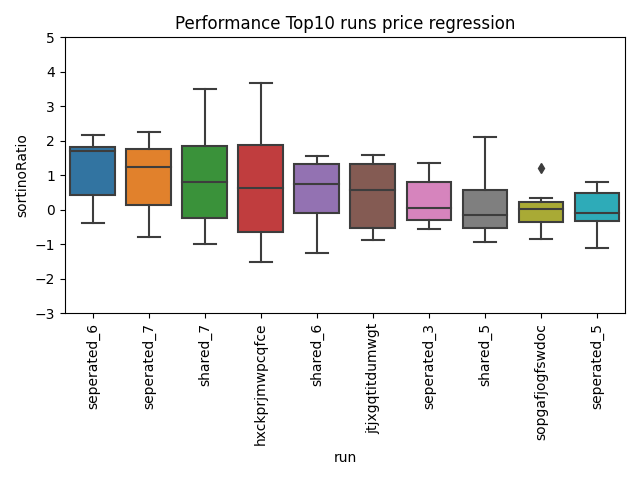 Performance Top10 runs price regression
sortinoRatio
5
4
3
2
1
0
−1
−2
−3
seperated_6
seperated_7
shared_7
hxckprjmwpcqfce
shared_6
jtjxgqtitdumwgt
seperated_3
shared_5
sopgafjogfswdoc
seperated_5
run